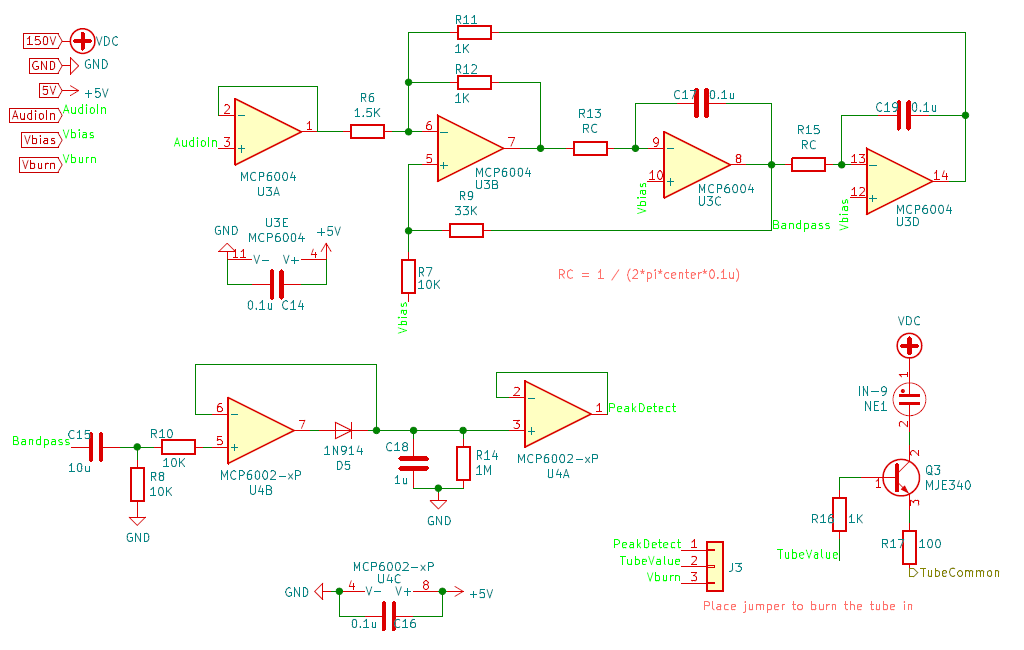 150V
VDC
GND
GND
5V
+5V
AudioIn
AudioIn
Vbias
Vbias
Vburn
Vburn
AudioIn
2
3
1
MCP6004
U3A
R6
1.5K
R11
1K
R12
1K
6
5
7
MCP6004
U3B
R9
33K
R7
10K
Vbias
R13
RC
C17
0.1u
9
10
8
Vbias
MCP6004
U3C
Bandpass
R15
RC
C19
0.1u
13
12
14
Vbias
MCP6004
U3D
RC = 1 / (2*pi*center*0.1u)
U3E
MCP6004
GND
+5V
11
V-
V+
4
0.1u
C14
Bandpass
C15
10u
R8
10K
GND
R10
10K
6
5
7
MCP6002-xP
U4B
1N914
D5
C18
1u
R14
1M
GND
2
3
1
PeakDetect
MCP6002-xP
U4A
MCP6002-xP
U4C
GND
4
V-
V+
8
+5V
0.1u
C16
PeakDetect
1
TubeValue
2
Vburn
3
J3
Place jumper to burn the tube in
VDC
1
IN-9
NE1
2
2
1
3
Q3
MJE340
R16
1K
TubeValue
R17
100
TubeCommon